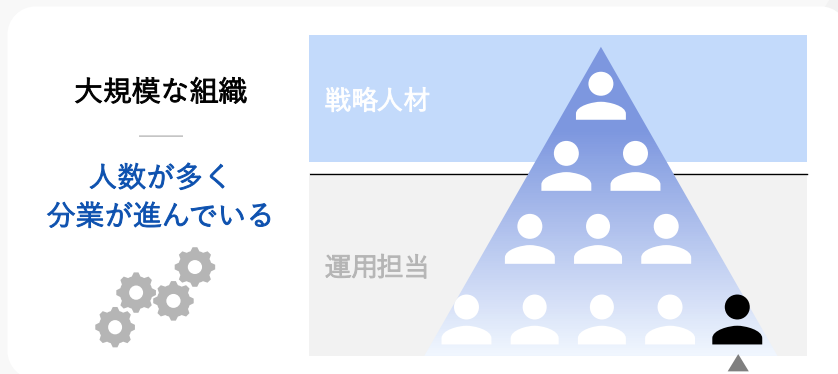 大規模な組織
人数が多く
分業が進んでいる
戦略人材
運用担当